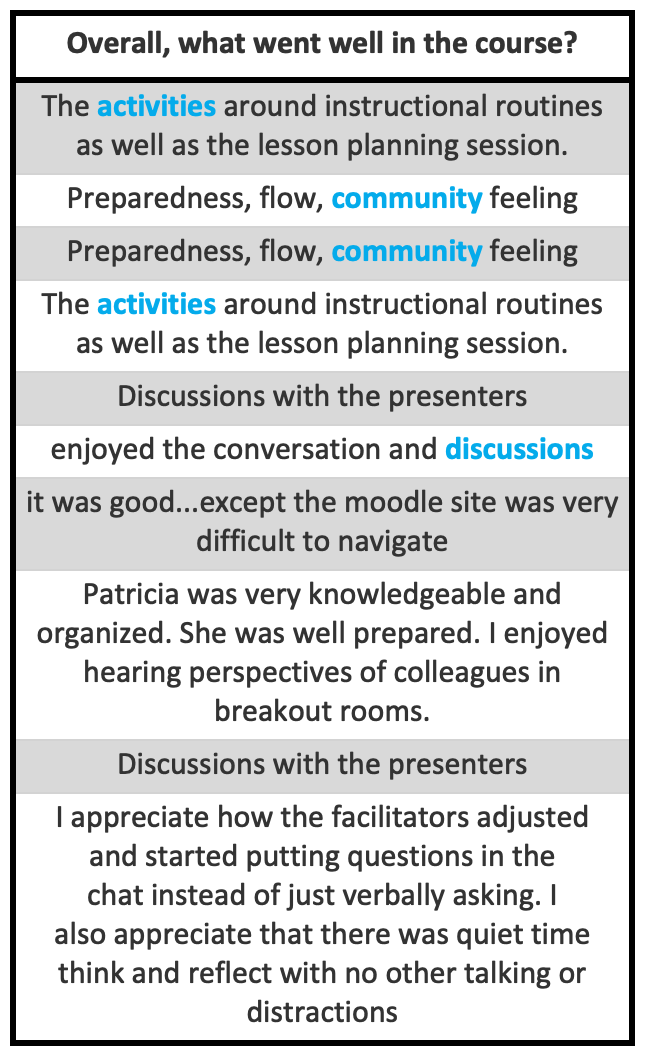 Overall, what went well in the course?
The activities around instructional routines
as well as the lesson planning session.
Preparedness, flow, community feeling
Preparedness, flow, community feeling
The activities around instructional routines
as well as the lesson planning session.
Discussions with the presenters
enjoyed the conversation and discussions
it was good...except the moodle site was very
difficult to navigate
Patricia was very knowledgeable and
organized. She was well prepared. I enjoyed
hearing perspectives of colleagues in
breakout rooms.
Discussions with the presenters
I appreciate how the facilitators adjusted
and started putting questions in the
chat instead of just verbally asking. I
also appreciate that there was quiet time
think and reflect with no other talking or
distractions